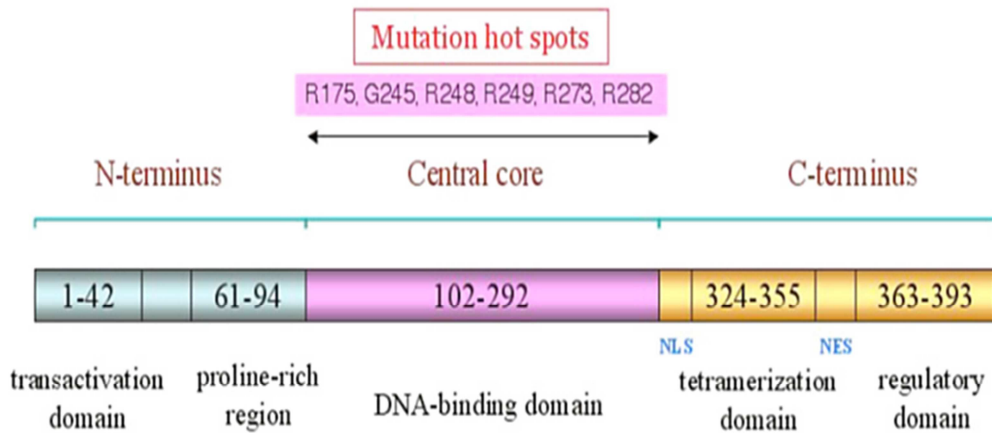 Mutation hot spots
R175, G245, R248, R249, R273, R282
N-terminus
Central core
C-terminus
1-42
61-94
102-292
324-355
363-393
NLS
NES
transactivation
domain
proline-rich
region
DNA-binding domain
tetramerization
domain
regulatory
domain